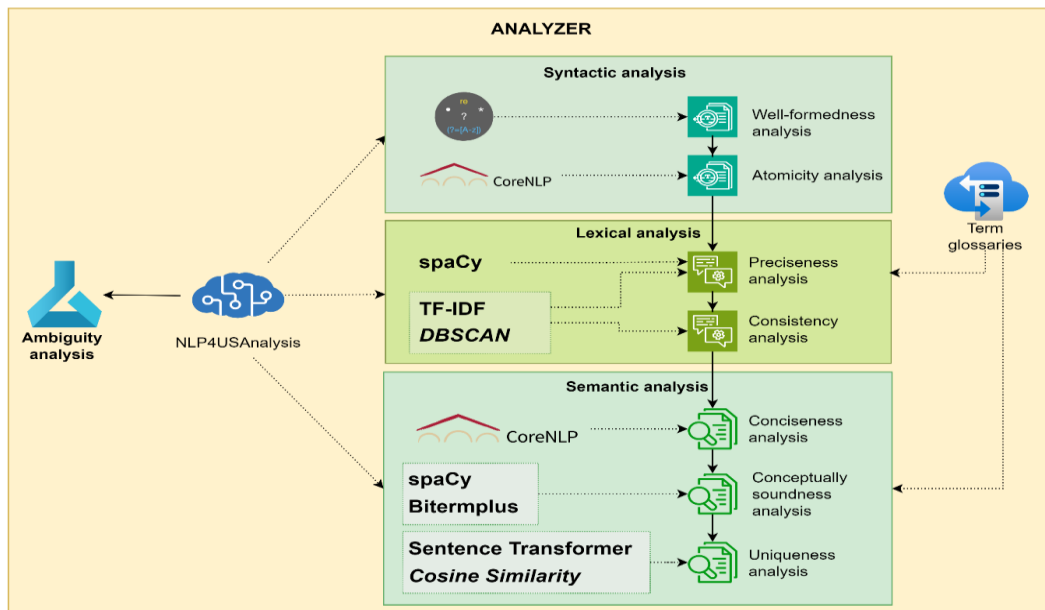 ANALYZER
Syntactic analysis
re
* ? *
(?=[A-z])
Well-formedness
analysis
CoreNLP
Atomicity analysis
Term
glossaries
Lexical analysis
spaCy
Preciseness
analysis
TF-IDF
DBSCAN
Consistency
analysis
Ambiguity
analysis
NLP4USAnalysis
Semantic analysis
CoreNLP
Conciseness
analysis
spaCy
Bitermplus
Conceptually
soundness
analysis
Sentence Transformer
Cosine Similarity
Uniqueness
analysis